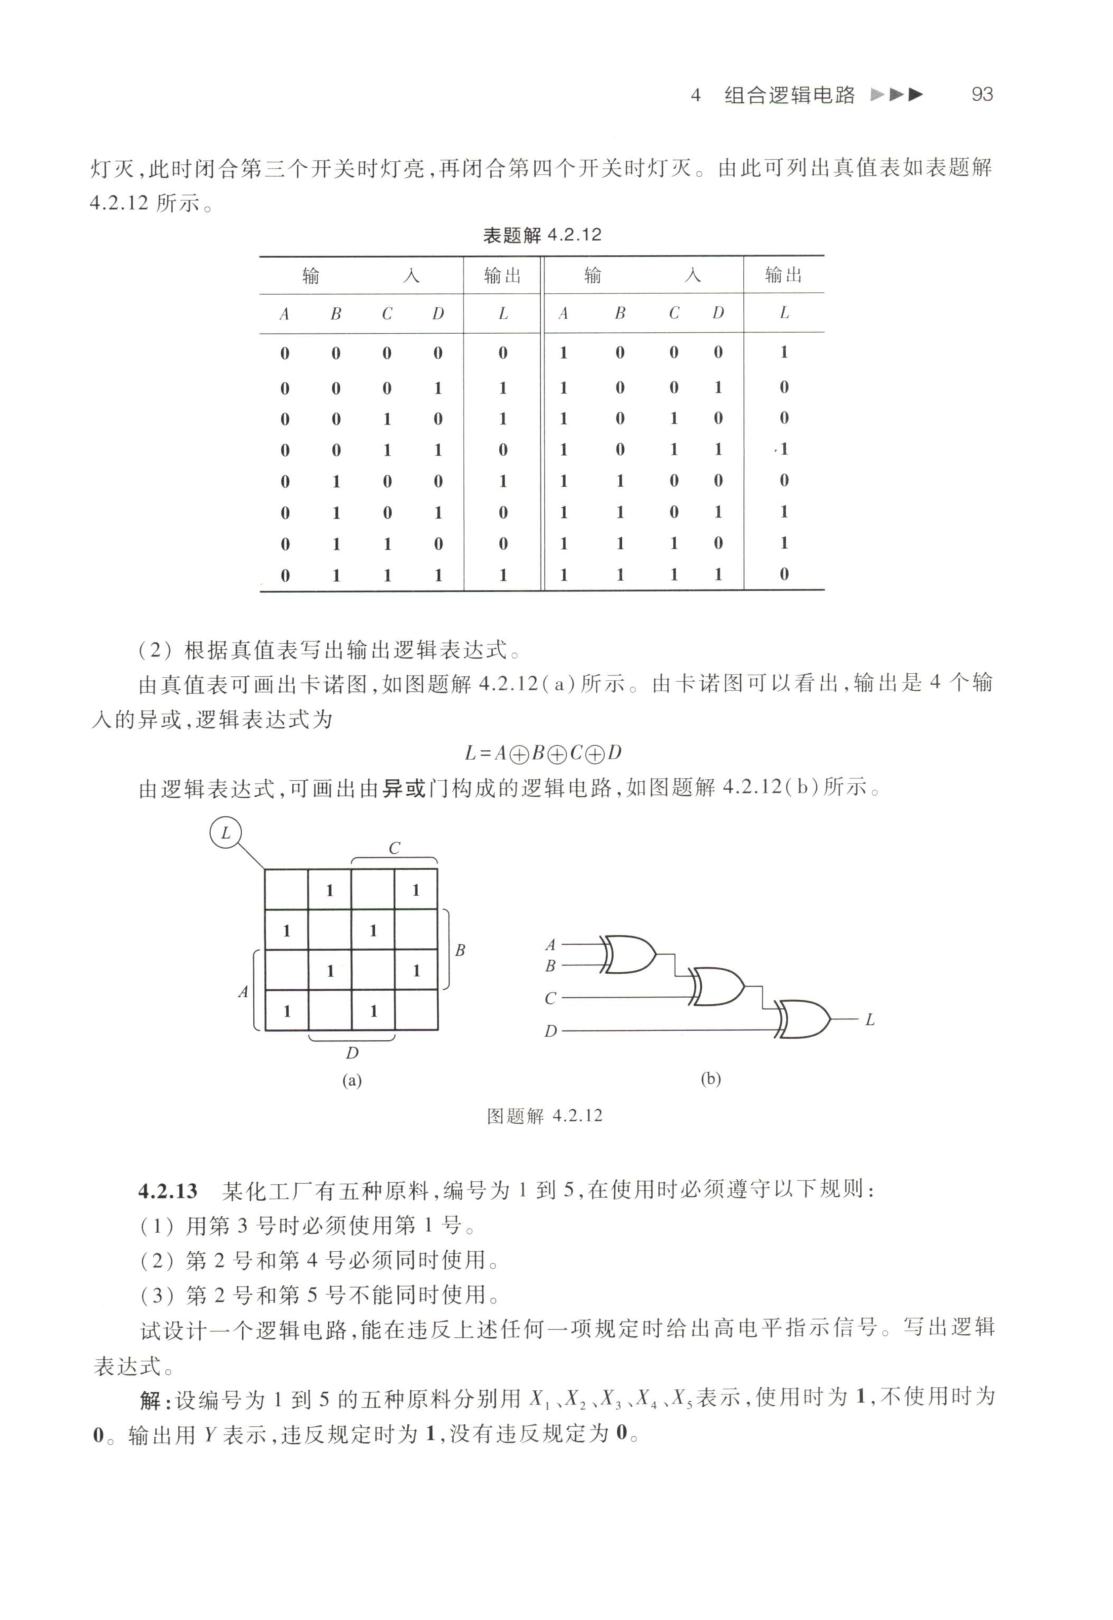 4 组合逻辑电路 ▶▶▶ 93
灯灭,此时闭合第三个开关时灯亮,再闭合第四个开关时灯灭。由此可列出真值表如表题解
4.2.12 所示。
表题解 4.2.12
输 入 输出 输 入 输出
A B C D L A B C D L
0 0 0 0 0 1 0 0 0 1
0 0 0 1 1 1 0 0 1 0
0 0 1 0 1 1 0 1 0 0
0 0 1 1 0 1 0 1 1 1
0 1 0 0 1 1 1 0 0 0
0 1 0 1 0 1 1 0 1 1
0 1 1 0 0 1 1 1 0 1
0 1 1 1 1 1 1 1 1 0
(2) 根据真值表写出输出逻辑表达式。
由真值表可画出卡诺图,如图题解 4.2.12(a)所示。由卡诺图可以看出,输出是 4 个输
入的异或,逻辑表达式为
L=A⊕B⊕C⊕D
由逻辑表达式,可画出由异或门构成的逻辑电路,如图题解 4.2.12(b)所示。
L
C
1 1
1 1
B
1 1
A
1 1
D
(a)
A
B
C
D
L
(b)
图题解 4.2.12
4.2.13 某化工厂有五种原料,编号为 1 到 5,在使用时必须遵守以下规则:
(1) 用第 3 号时必须使用第 1 号。
(2) 第 2 号和第 4 号必须同时使用。
(3) 第 2 号和第 5 号不能同时使用。
试设计一个逻辑电路,能在违反上述任何一项规定时给出高电平指示信号。写出逻辑
表达式。
解:设编号为 1 到 5 的五种原料分别用 X₁、X₂、X₃、X₄、X₅表示,使用时为 1,不使用时为
0。输出用 Y 表示,违反规定时为 1,没有违反规定为 0。